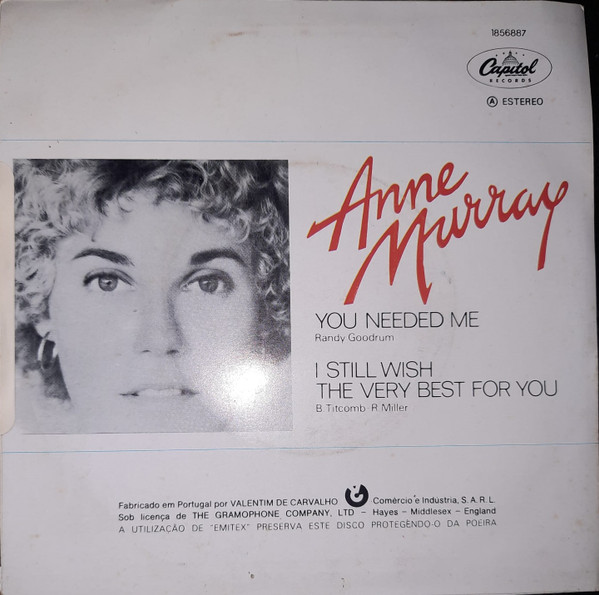 1856887
Capitol
RECORDS
Ⓐ ESTEREO
Anne
Murray
YOU NEEDED ME
Randy Goodrum
I STILL WISH
THE VERY BEST FOR YOU
B. Titcomb - R. Miller
Fabricado em Portugal por VALENTIM DE CARVALHO Comércio e Indústria, S.A.R.L.
Sob licença de THE GRAMOPHONE COMPANY, LTD - Hayes - Middlesex - England
A UTILIZAÇÃO DE "EMITEX" PRESERVA ESTE DISCO PROTEGENDO-O DA POEIRA